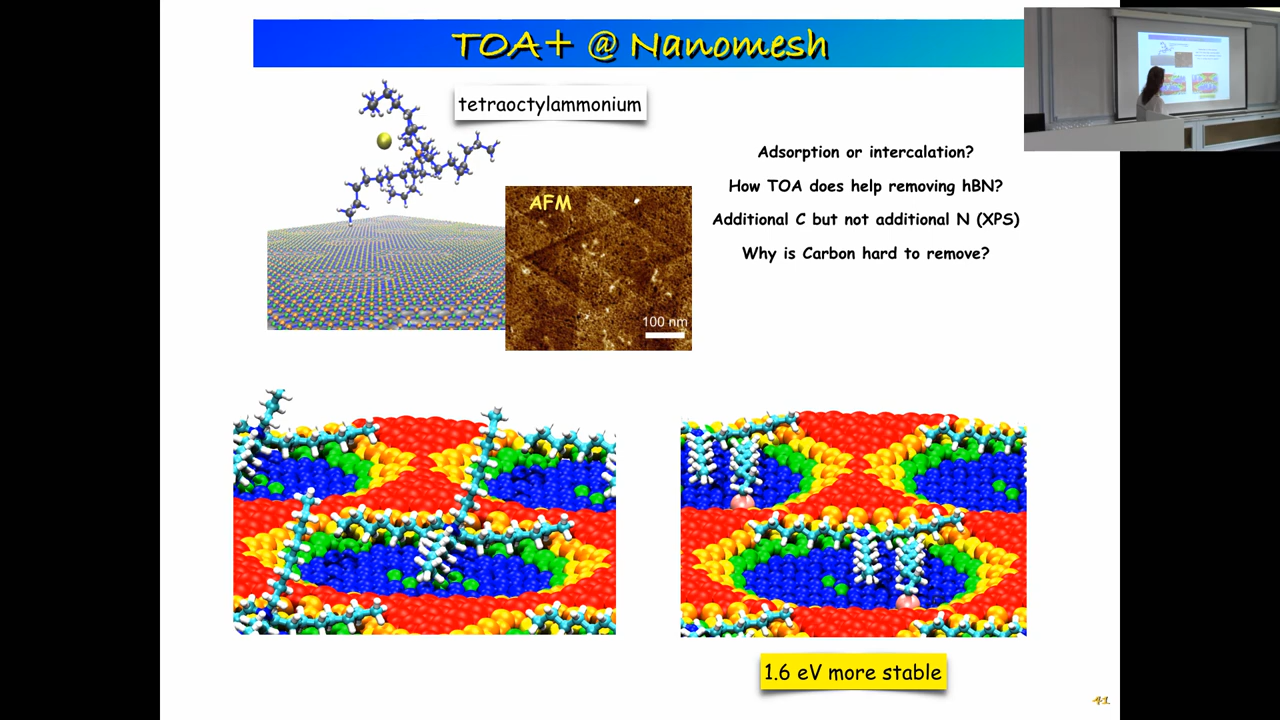 TOA+ @ Nanomesh
tetraoctylammonium
Adsorption or intercalation?
How TOA does help removing hBN?
Additional C but not additional N (XPS)
Why is Carbon hard to remove?
AFM
100 nm
1.6 eV more stable
41